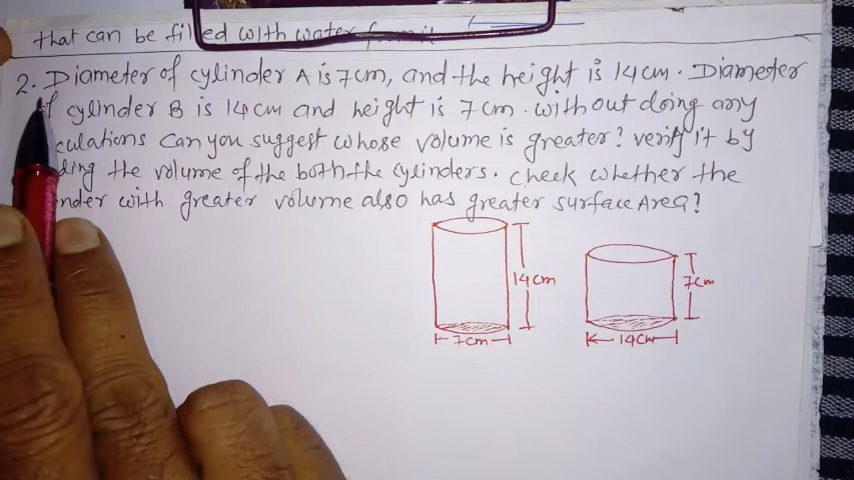 that can be filled with water
2. Diameter of cylinder A is 7cm, and the height is 14cm. Diameter
of cylinder B is 14cm and height is 7cm. without doing any
culations can you suggest whose volume is greater? verify it by
ding the volume of the both the cylinders. check whether the
nder with greater volume also has greater surface Area?
14cm
7cm
7cm
14cm